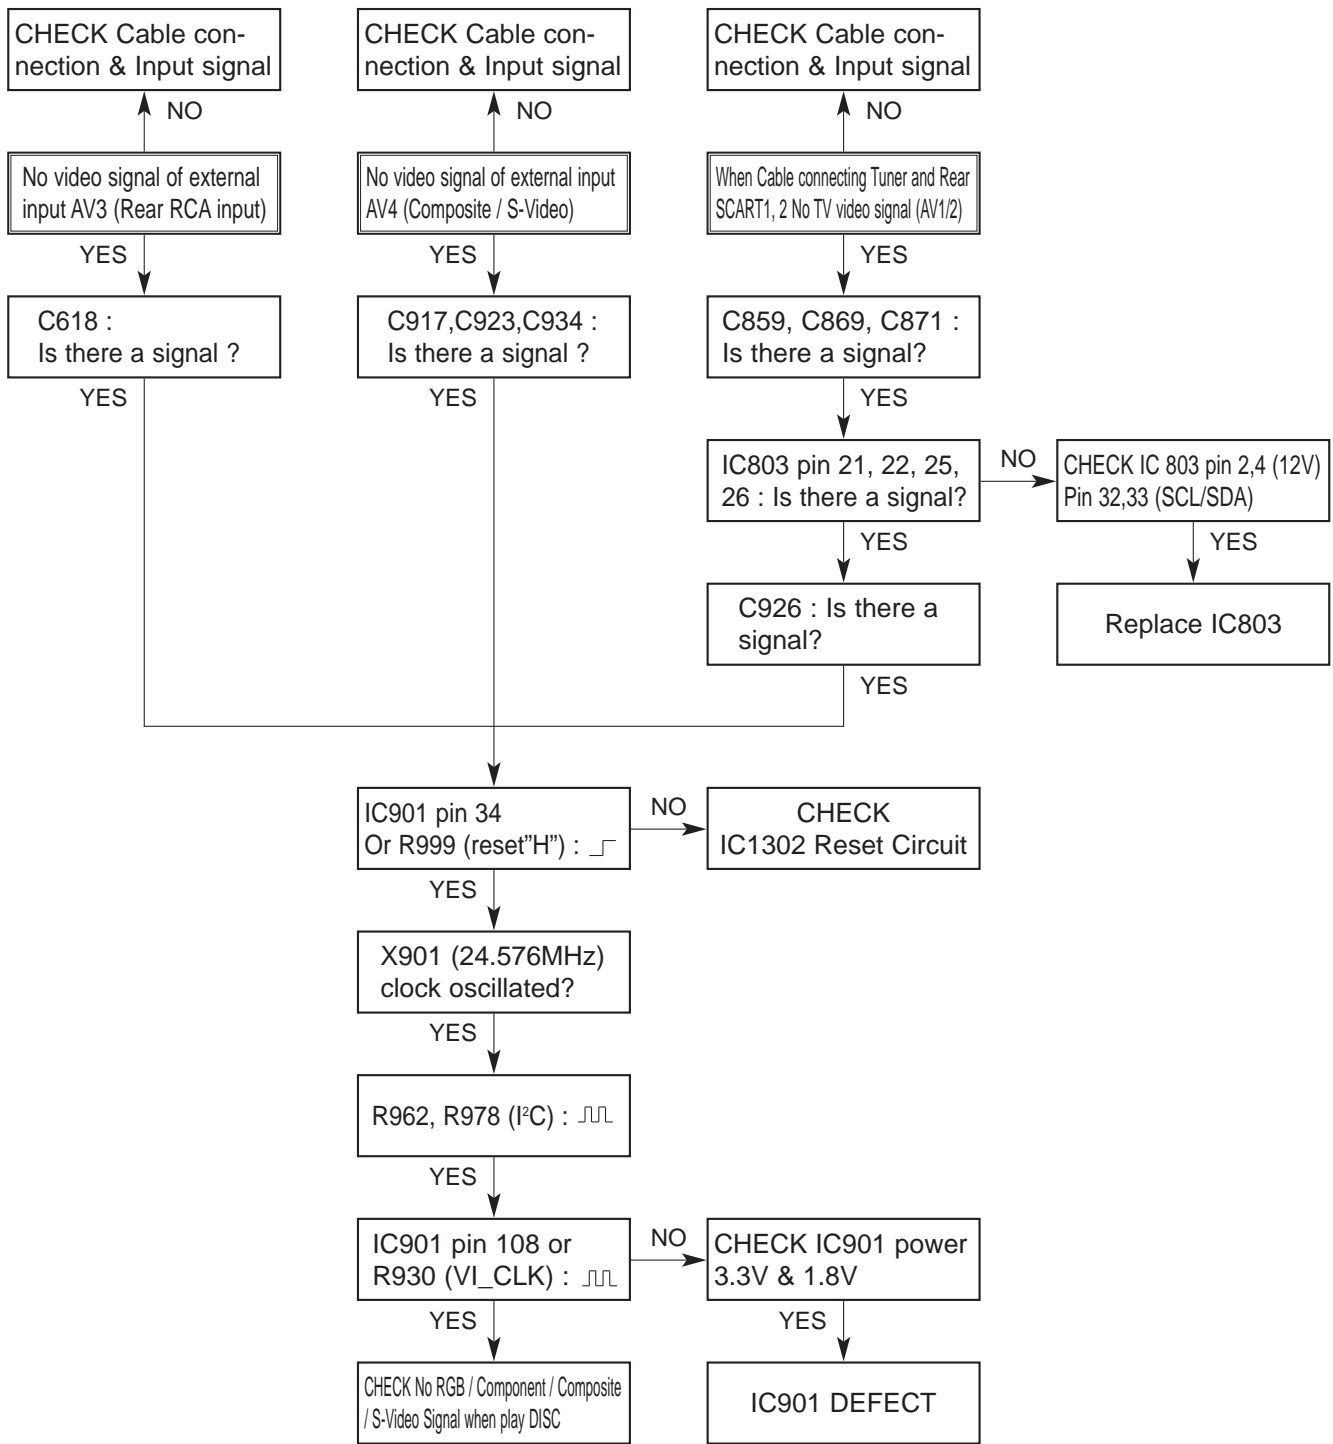 CHECK Cable con-
nection & Input signal
CHECK Cable con-
nection & Input signal
CHECK Cable con-
nection & Input signal
NO
NO
NO
No video signal of external
input AV3 (Rear RCA input)
No video signal of external input
AV4 (Composite / S-Video)
When Cable connecting Tuner and Rear
SCART1, 2 No TV video signal (AV1/2)
YES
YES
YES
C618 :
Is there a signal ?
C917,C923,C934 :
Is there a signal ?
C859, C869, C871 :
Is there a signal?
YES
YES
YES
IC803 pin 21, 22, 25,
26 : Is there a signal?
NO
CHECK IC 803 pin 2,4 (12V)
Pin 32,33 (SCL/SDA)
YES
YES
C926 : Is there a
signal?
Replace IC803
YES
IC901 pin 34
Or R999 (reset"H") :
NO
CHECK
IC1302 Reset Circuit
YES
X901 (24.576MHz)
clock oscillated?
YES
R962, R978 (I²C) :
YES
IC901 pin 108 or
R930 (VI_CLK) :
NO
CHECK IC901 power
3.3V & 1.8V
YES
YES
CHECK No RGB / Component / Composite
/ S-Video Signal when play DISC
IC901 DEFECT